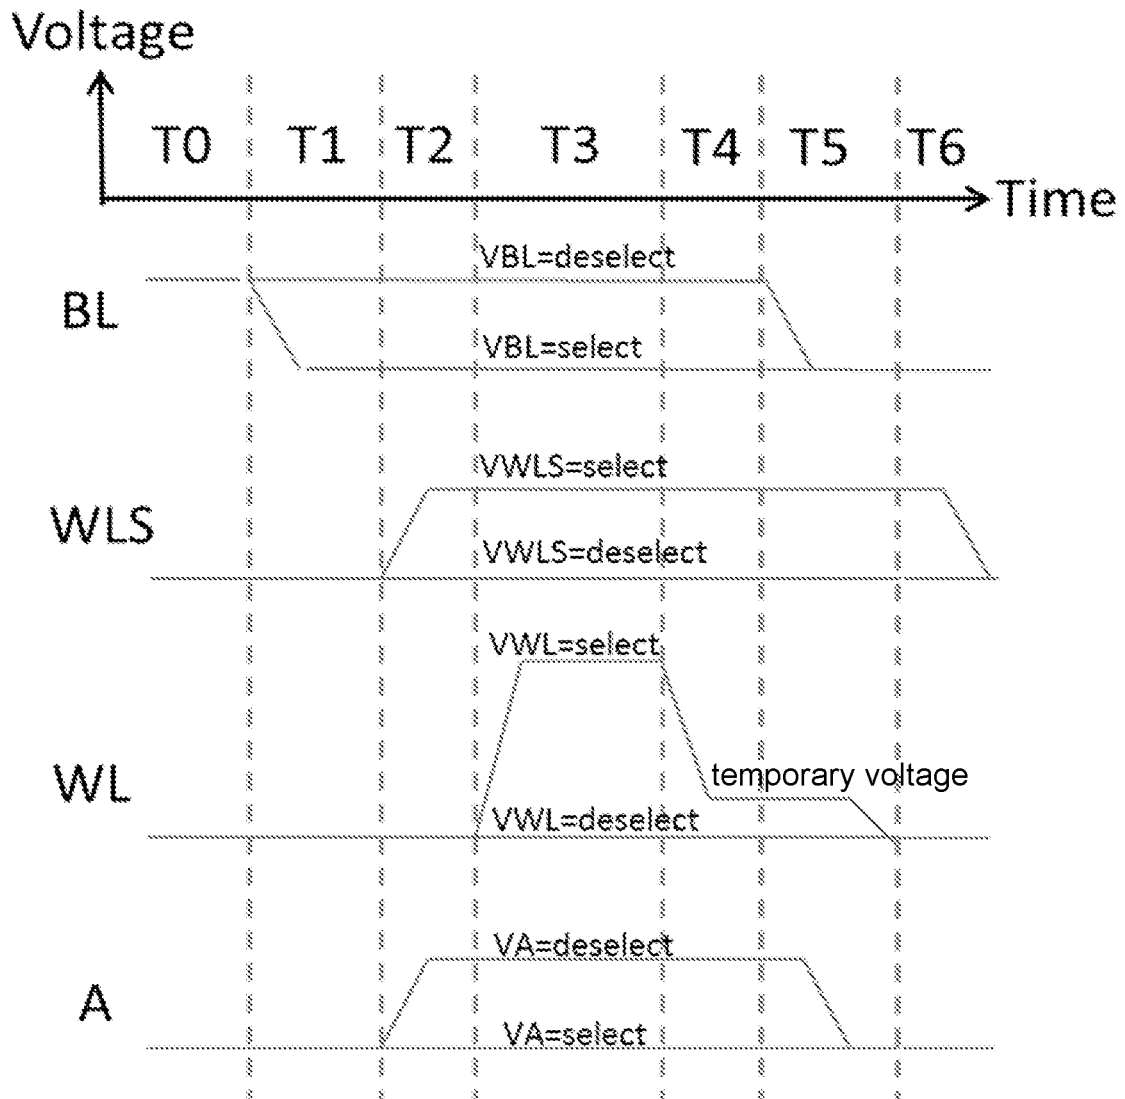 Voltage
T0 T1 T2 T3 T4 T5 T6
Time
VBL=deselect
BL
VBL=select
VWLS=select
WLS
VWLS=deselect
VWL=select
temporary voltage
WL
VWL=deselect
VA=deselect
A
VA=select